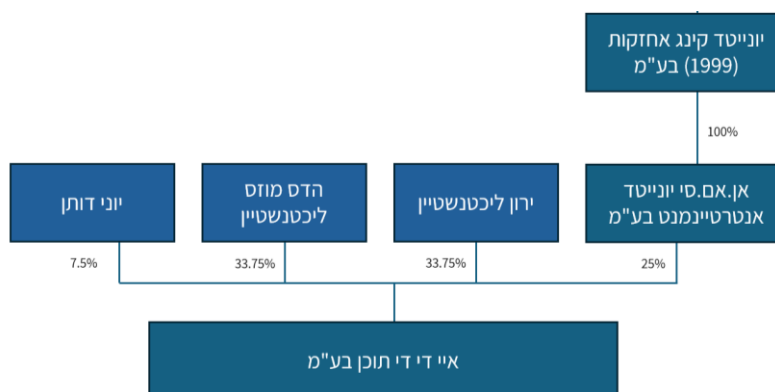 יונייטד קינג אחזקות
(1999) בע"מ
100%
אן.אם.סי יונייטד
אנטרטיינמנט בע"מ
ירון ליכטנשטיין
הדס מוזס
ליכטנשטיין
יוני דותן
25%
33.75%
33.75%
7.5%
איי די די תוכן בע"מ